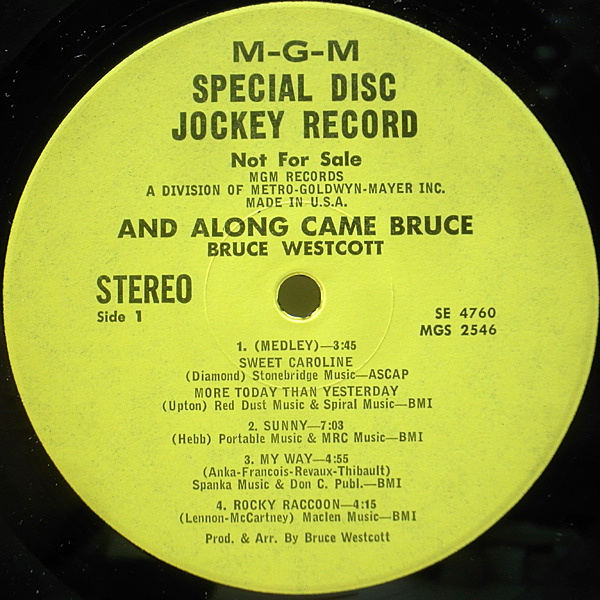 M-G-M
SPECIAL DISC
JOCKEY RECORD
Not For Sale
MGM RECORDS
A DIVISION OF METRO-GOLDWYN-MAYER INC.
MADE IN U.S.A.
AND ALONG CAME BRUCE
BRUCE WESTCOTT
STEREO
Side 1
SE 4760
MGS 2546
1. (MEDLEY)—3:45
SWEET CAROLINE
(Diamond) Stonebridge Music—ASCAP
MORE TODAY THAN YESTERDAY
(Upton) Red Dust Music & Spiral Music—BMI
2. SUNNY—7:03
(Hebb) Portable Music & MRC Music—BMI
3. MY WAY—4:55
(Anka-Francois-Revaux-Thibault)
Spanka Music & Don C. Publ.—BMI
4. ROCKY RACCOON—4:15
(Lennon-McCartney) Maclen Music—BMI
Prod. & Arr. By Bruce Westcott